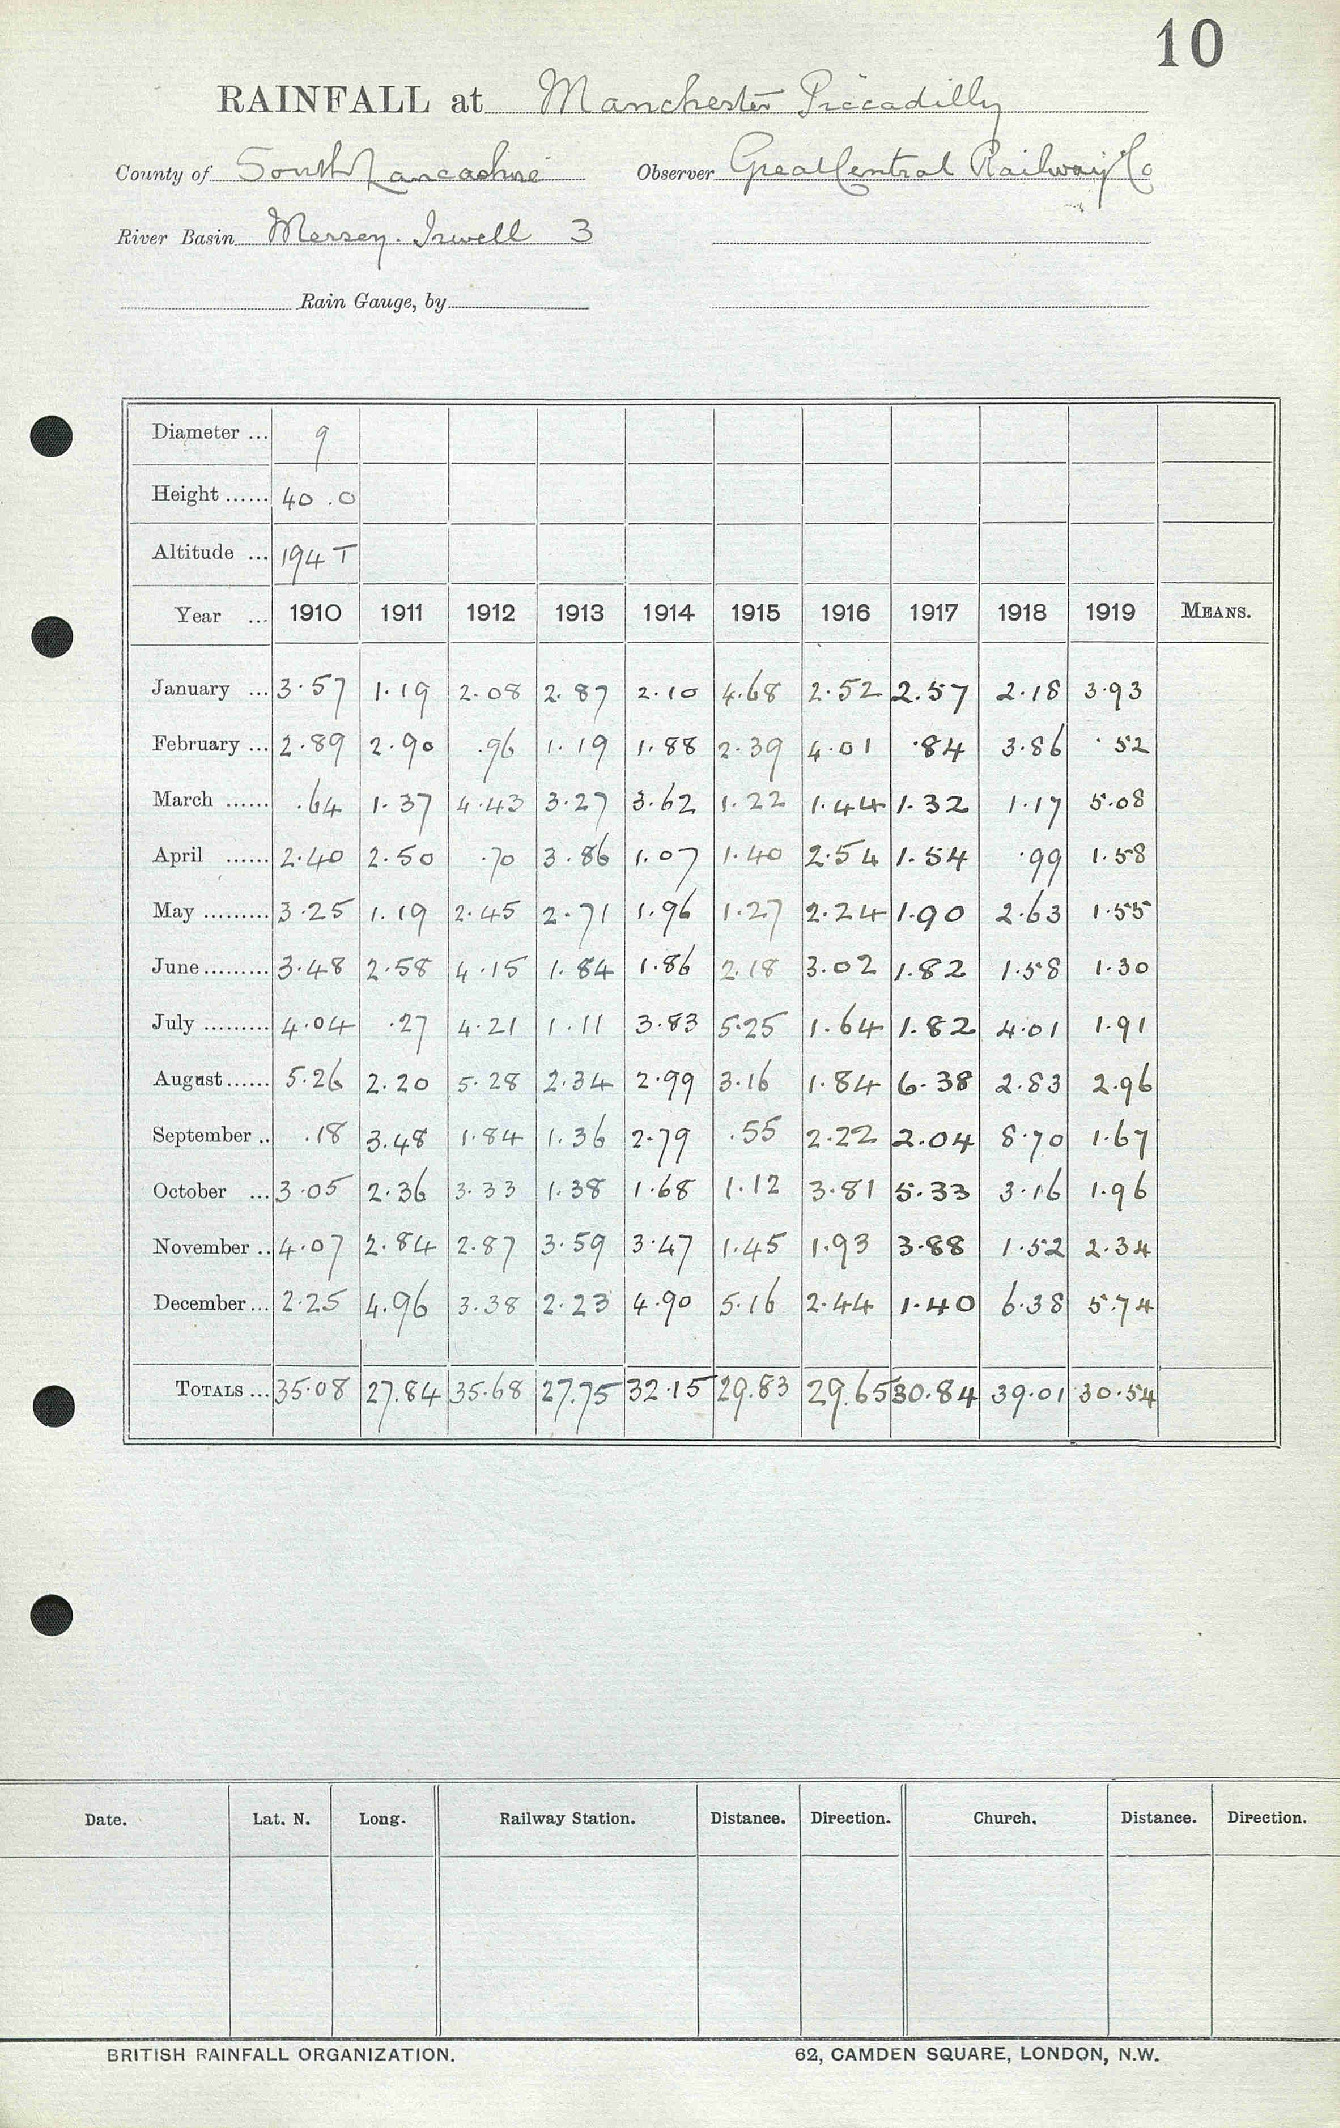 10
RAINFALL at Manchester Piccadilly
County of South Lancashire Observer Great Central Railway Co
River Basin Mersey. Irwell 3
Rain Gauge, by
Diameter ... 9
Height ...... 40.0
Altitude ... 194 T
Year ... 1910 1911 1912 1913 1914 1915 1916 1917 1918 1919 MEANS.
January ... 3.57 1.19 2.08 2.87 2.10 4.68 2.52 2.57 2.18 3.93
February ... 2.89 2.90 .96 1.19 1.88 2.39 4.01 .84 3.86 .52
March ...... .64 1.37 4.43 3.27 3.62 1.22 1.44 1.32 1.17 5.08
April ...... 2.40 2.50 .70 3.86 1.07 1.40 2.54 1.54 .99 1.58
May ......... 3.25 1.19 2.45 2.71 1.96 1.27 2.24 1.90 2.63 1.55
June ......... 3.48 2.58 4.15 1.84 1.86 2.18 3.02 1.82 1.58 1.30
July ......... 4.04 .27 4.21 1.11 3.83 5.25 1.64 1.82 4.01 1.91
August ...... 5.26 2.20 5.28 2.34 2.99 3.16 1.84 6.38 2.83 2.96
September .. .18 3.48 1.84 1.36 2.79 .55 2.22 2.04 8.70 1.67
October ... 3.05 2.36 3.33 1.38 1.68 1.12 3.81 5.33 3.16 1.96
November .. 4.07 2.84 2.87 3.59 3.47 1.45 1.93 3.88 1.52 2.34
December ... 2.25 4.96 3.38 2.23 4.90 5.16 2.44 1.40 6.38 5.74
TOTALS ... 35.08 27.84 35.68 27.75 32.15 29.83 29.65 30.84 39.01 30.54
Date. Lat. N. Long. Railway Station. Distance. Direction. Church. Distance. Direction.
BRITISH RAINFALL ORGANIZATION. 62, CAMDEN SQUARE, LONDON, N.W.